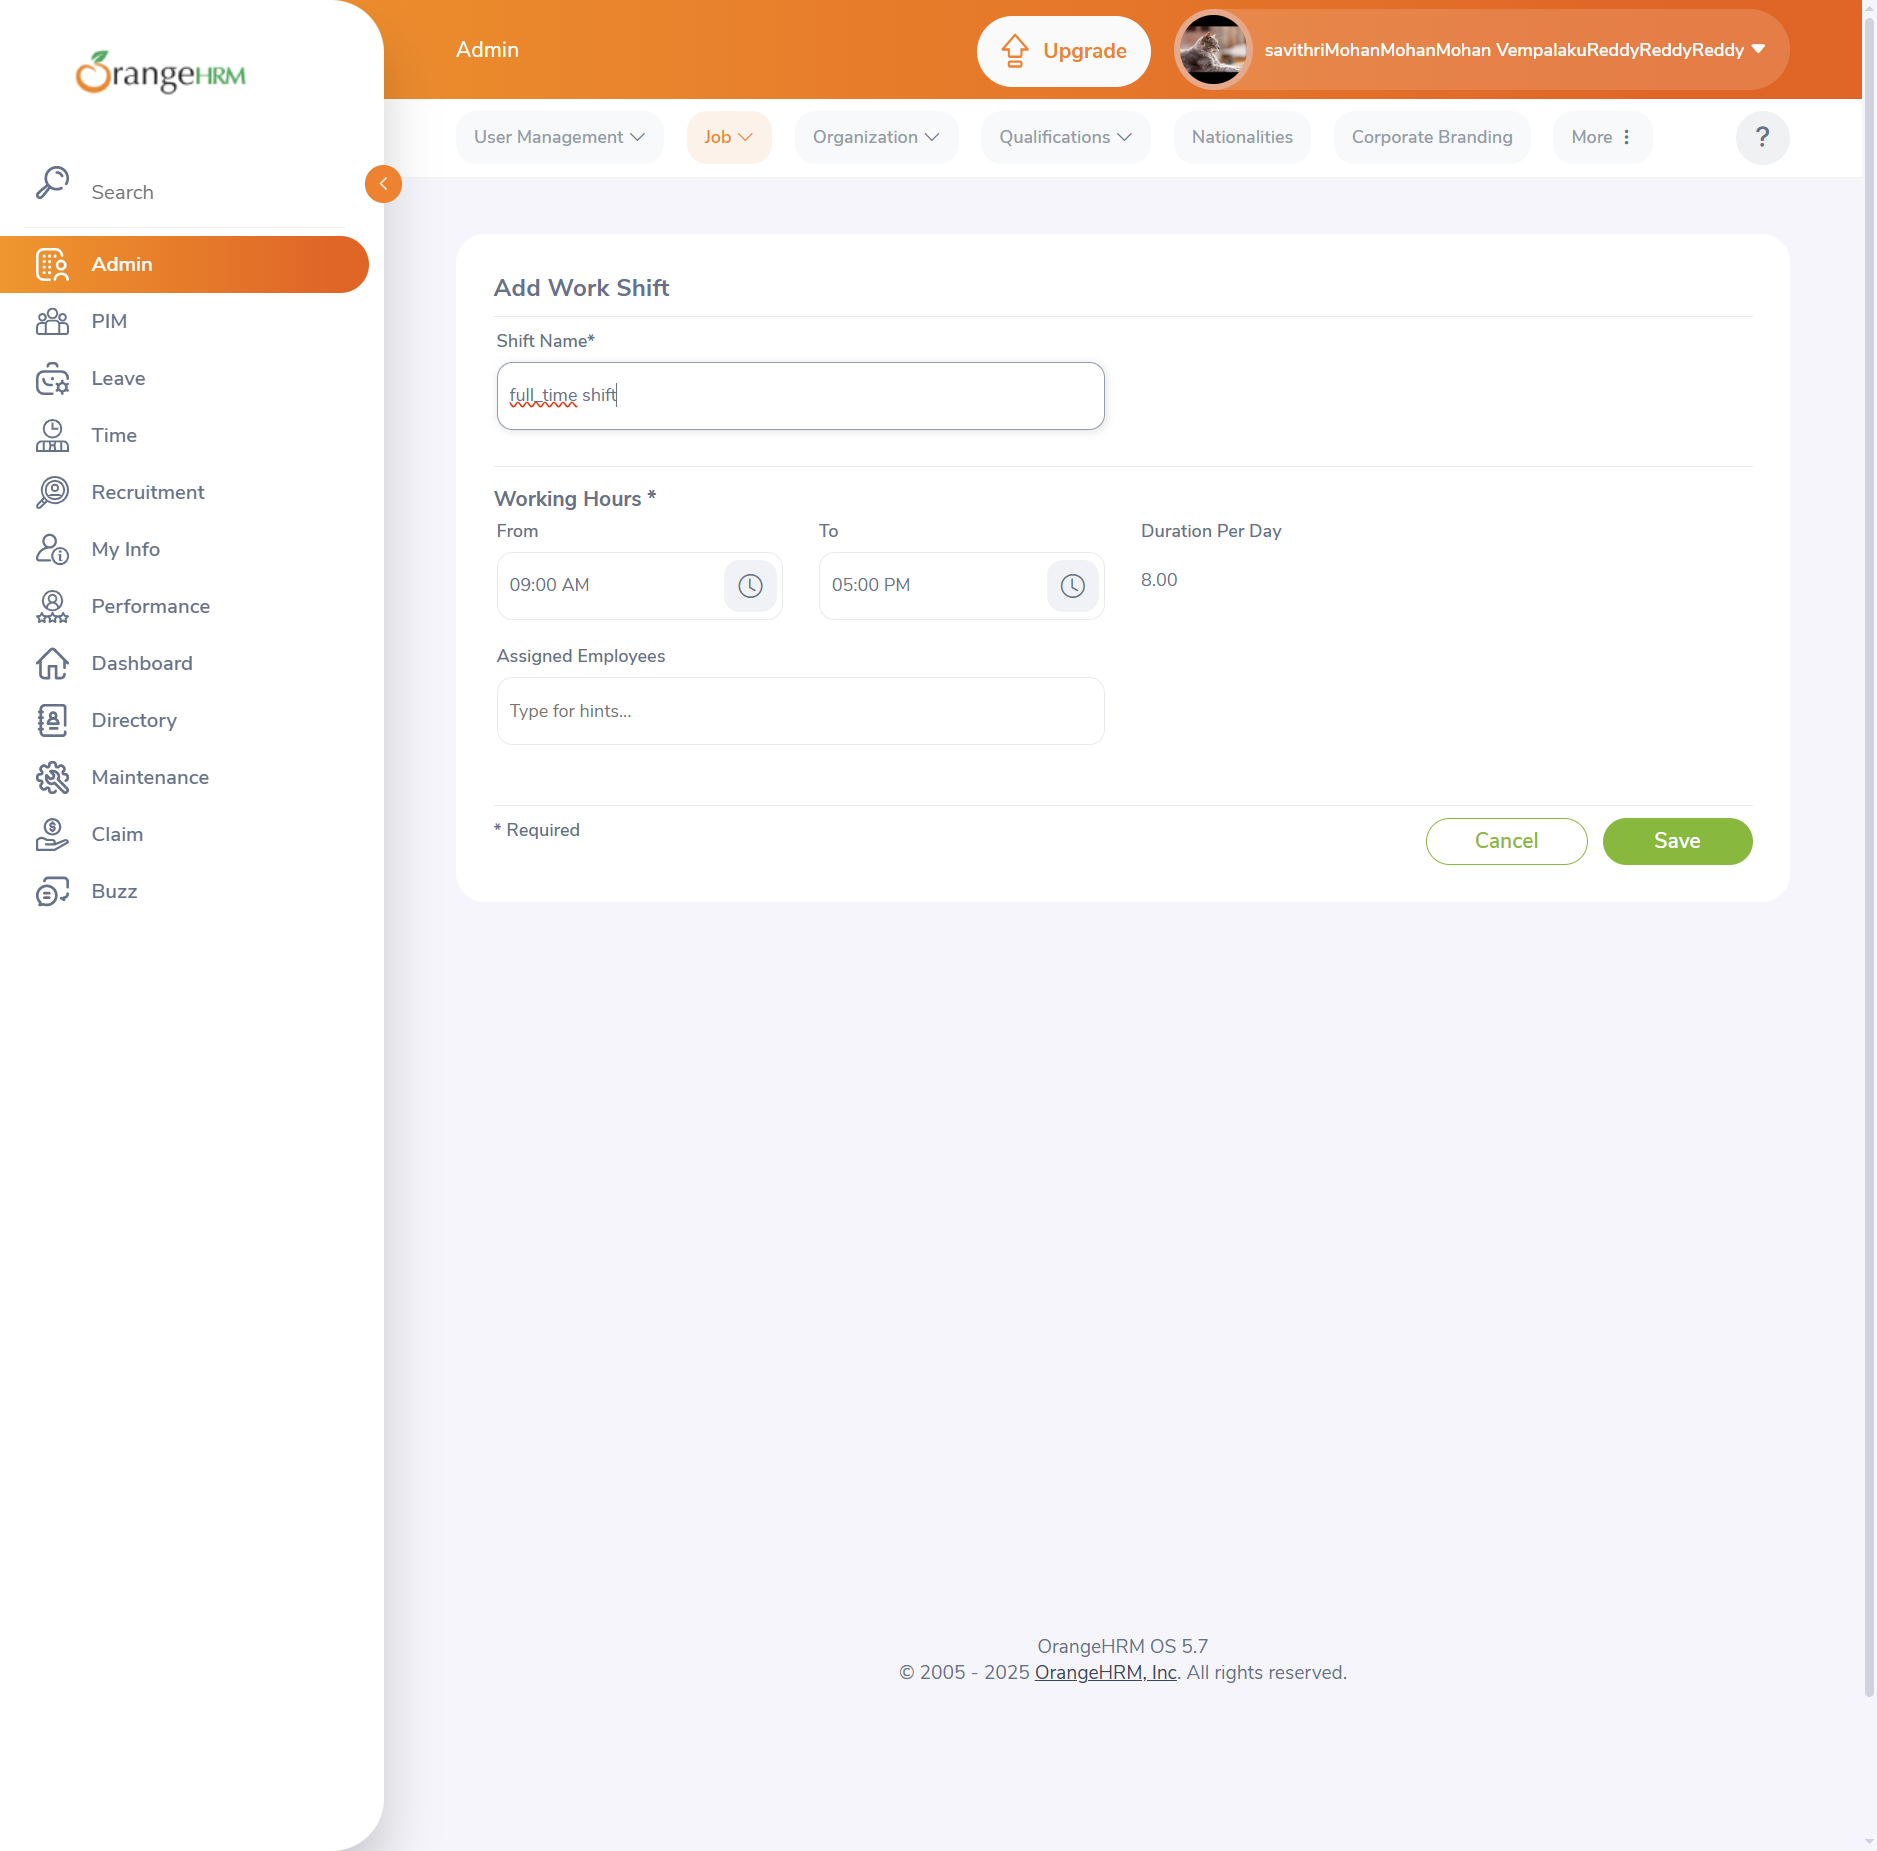 OrangeHRM
Admin
Upgrade
savithriMohanMohanMohan VempalakuReddyReddyReddy
User Management
Job
Organization
Qualifications
Nationalities
Corporate Branding
More
?
Search
Admin
PIM
Leave
Time
Recruitment
My Info
Performance
Dashboard
Directory
Maintenance
Claim
Buzz
Add Work Shift
Shift Name*
full_time shift
Working Hours *
From
To
Duration Per Day
09:00 AM
05:00 PM
8.00
Assigned Employees
Type for hints...
* Required
Cancel
Save
OrangeHRM OS 5.7
© 2005 - 2025 OrangeHRM, Inc. All rights reserved.